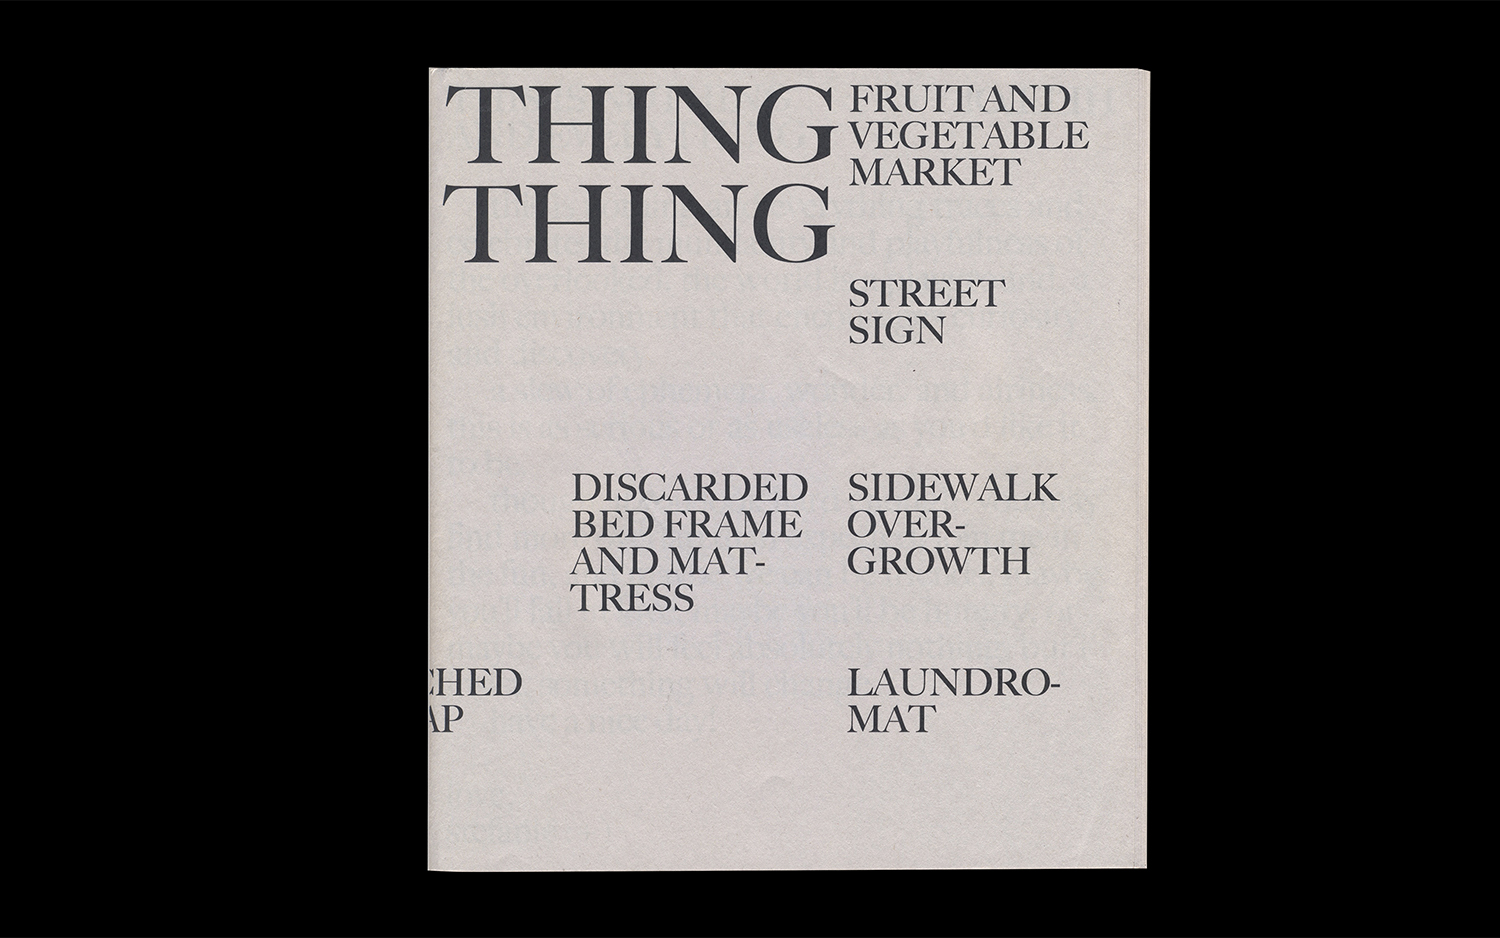 THING
THING
FRUIT AND
VEGETABLE
MARKET
STREET
SIGN
DISCARDED
BED FRAME
AND MAT-
TRESS
SIDEWALK
OVER-
GROWTH
CHED
AP
LAUNDRO-
MAT